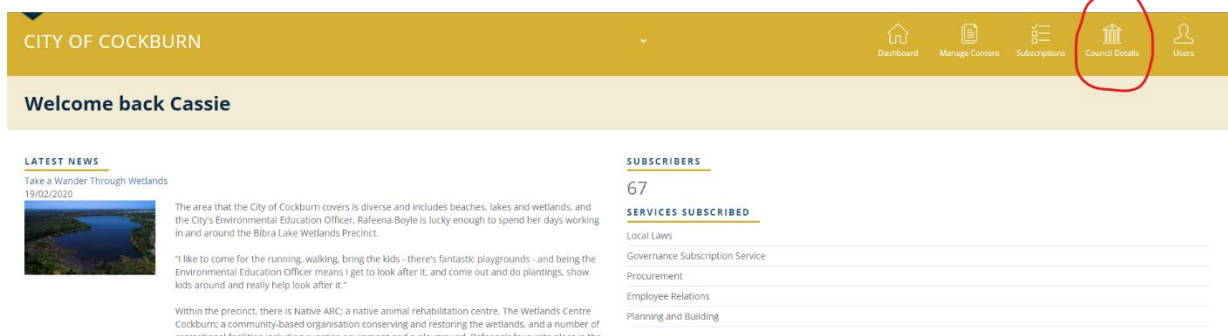 CITY OF COCKBURN
Dashboard
Manage Content
Subscriptions
Council Details
Users
Welcome back Cassie
LATEST NEWS
Take a Wander Through Wetlands
19/02/2020
The area that the City of Cockburn covers is diverse and includes beaches, lakes and wetlands, and
the City's Environmental Education Officer, Rafeena Boyle is lucky enough to spend her days working
in and around the Bibra Lake Wetlands Precinct.
"I like to come for the running, walking, bring the kids - there's fantastic playgrounds - and being the
Environmental Education Officer means I get to look after it, and come out and do plantings, show
kids around and really help look after it."
Within the precinct, there is Native ARC; a native animal rehabilitation centre, The Wetlands Centre
Cockburn; a community-based organisation conserving and restoring the wetlands, and a number of
SUBSCRIBERS
67
SERVICES SUBSCRIBED
Local Laws
Governance Subscription Service
Procurement
Employee Relations
Planning and Building